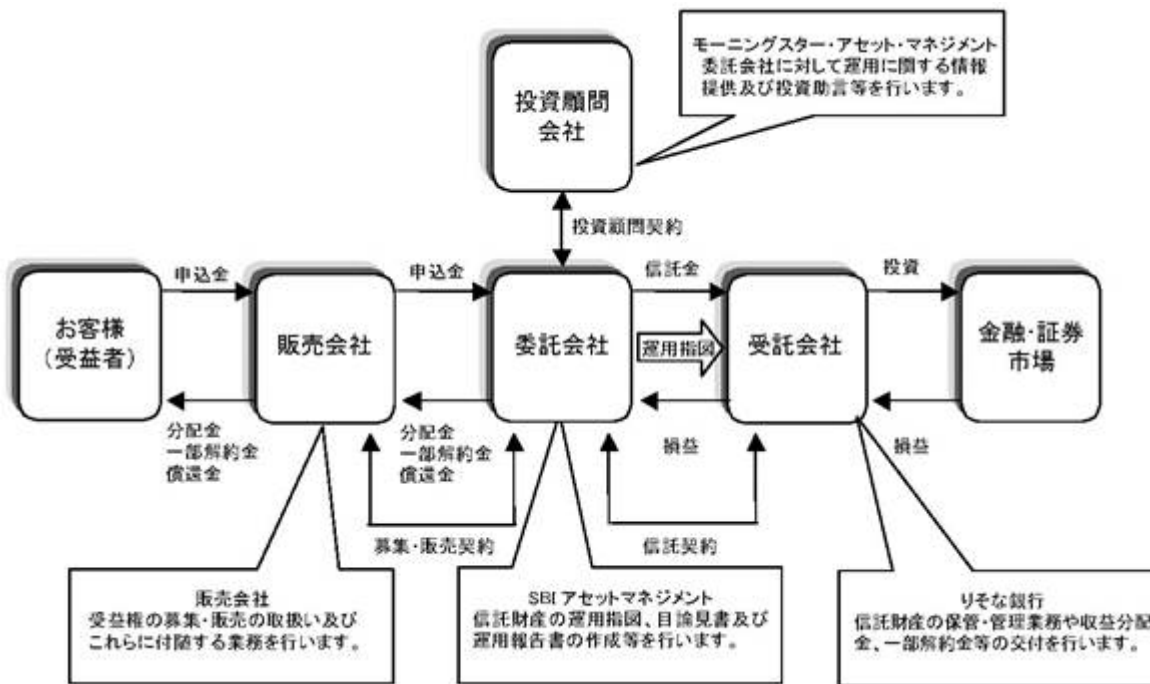 モーニングスター・アセット・マネジメント
委託会社に対して運用に関する情報
提供及び投資助言等を行います。
投資顧問
会社
投資顧問契約
申込金
申込金
信託金
投資
お客様
(受益者)
販売会社
委託会社
運用指図
受託会社
金融・証券
市場
分配金
一部解約金
償還金
分配金
一部解約金
償還金
損益
損益
募集・販売契約
信託契約
販売会社
受益権の募集・販売の取扱い及び
これらに付随する業務を行います。
SBIアセットマネジメント
信託財産の運用指図、目論見書及び
運用報告書の作成等を行います。
りそな銀行
信託財産の保管・管理業務や収益分配
金、一部解約金等の交付を行います。